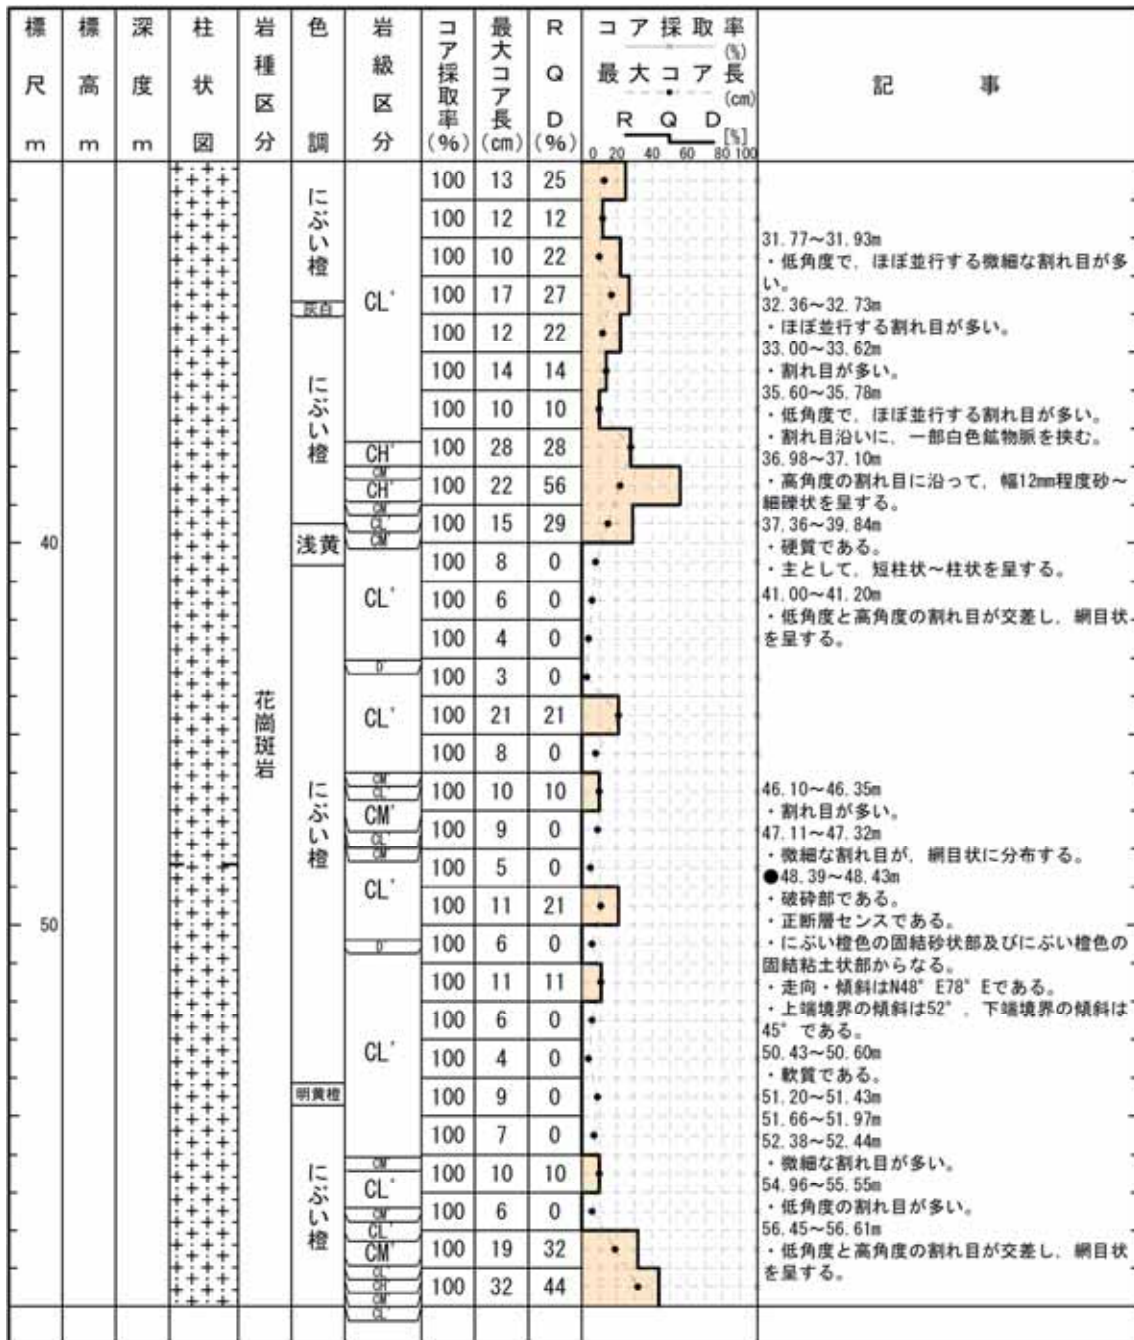 標尺m 標高m 深度m 柱状図 岩種区分 色調 岩級区分 コア採取率(%) 最大コア長(cm) RQD(%) コア採取率(%) 最大コア長(cm) RQD[%] 記事
0 20 40 60 80 100
にぶい橙
灰白
にぶい橙
浅黄
にぶい橙
明黄橙
にぶい橙
花崗斑岩
40
50
CL'
CH'
CM'
CH'
CM'
CL'
CM'
CL'
D'
CL'
CM'
CL'
CM'
CL'
CM'
CL'
D'
CL'
CM'
CL'
CM'
CL'
CM'
CL'
CH'
CM'
CL'
100 13 25
100 12 12
100 10 22
100 17 27
100 12 22
100 14 14
100 10 10
100 28 28
100 22 56
100 15 29
100 8 0
100 6 0
100 4 0
100 3 0
100 21 21
100 8 0
100 10 10
100 9 0
100 5 0
100 11 21
100 6 0
100 11 11
100 6 0
100 4 0
100 9 0
100 7 0
100 10 10
100 6 0
100 19 32
100 32 44
31.77～31.93m
・低角度で，ほぼ並行する微細な割れ目が多
い。
32.36～32.73m
・ほぼ並行する割れ目が多い。
33.00～33.62m
・割れ目が多い。
35.60～35.78m
・低角度で，ほぼ並行する割れ目が多い。
・割れ目沿いに，一部白色鉱物脈を挟む。
36.98～37.10m
・高角度の割れ目に沿って，幅12mm程度砂～
細礫状を呈する。
37.36～39.84m
・硬質である。
・主として，短柱状～柱状を呈する。
41.00～41.20m
・低角度と高角度の割れ目が交差し，網目状
を呈する。
46.10～46.35m
・割れ目が多い。
47.11～47.32m
・微細な割れ目が，網目状に分布する。
●48.39～48.43m
・破砕部である。
・正断層センスである。
・にぶい橙色の固結砂状部及びにぶい橙色の
固結粘土状部からなる。
・走向・傾斜はN48°E78°Eである。
・上端境界の傾斜は52°，下端境界の傾斜は
45°である。
50.43～50.60m
・軟質である。
51.20～51.43m
51.66～51.97m
52.38～52.44m
・微細な割れ目が多い。
54.96～55.55m
・低角度の割れ目が多い。
56.45～56.61m
・低角度と高角度の割れ目が交差し，網目状
を呈する。